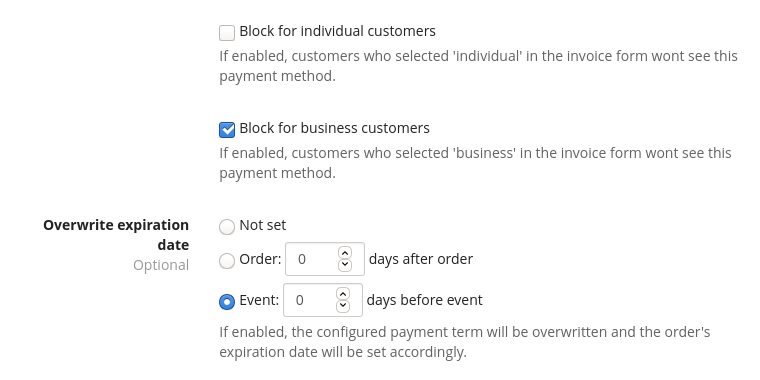 Block for individual customers
If enabled, customers who selected 'individual' in the invoice form wont see this
payment method.
Block for business customers
If enabled, customers who selected 'business' in the invoice form wont see this
payment method.
Overwrite expiration
date
Optional
Not set
Order: 0 days after order
Event: 0 days before event
If enabled, the configured payment term will be overwritten and the order's
expiration date will be set accordingly.